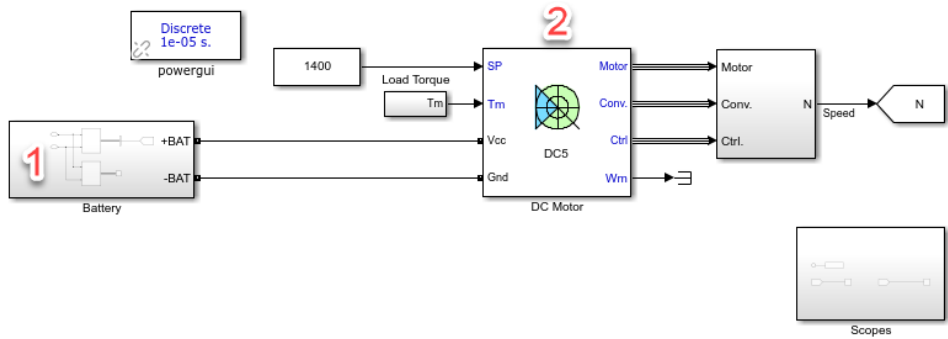 Discrete
1e-05 s.
powergui
2
1400
Load Torque
Tm
SP
Tm
Vcc
Gnd
DC5
Motor
Conv.
Ctrl
Wm
DC Motor
Motor
Conv.
Ctrl.
N
Speed
N
1
+BAT
-BAT
Battery
Scopes